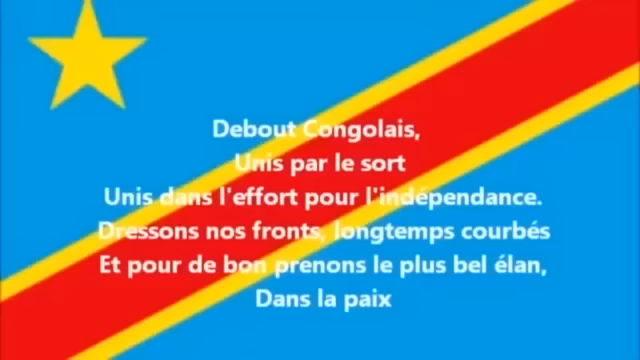 Debout Congolais,
Unis par le sort
Unis dans l'effort pour l'indépendance.
Dressons nos fronts, longtemps courbés
Et pour de bon prenons le plus bel élan,
Dans la paix